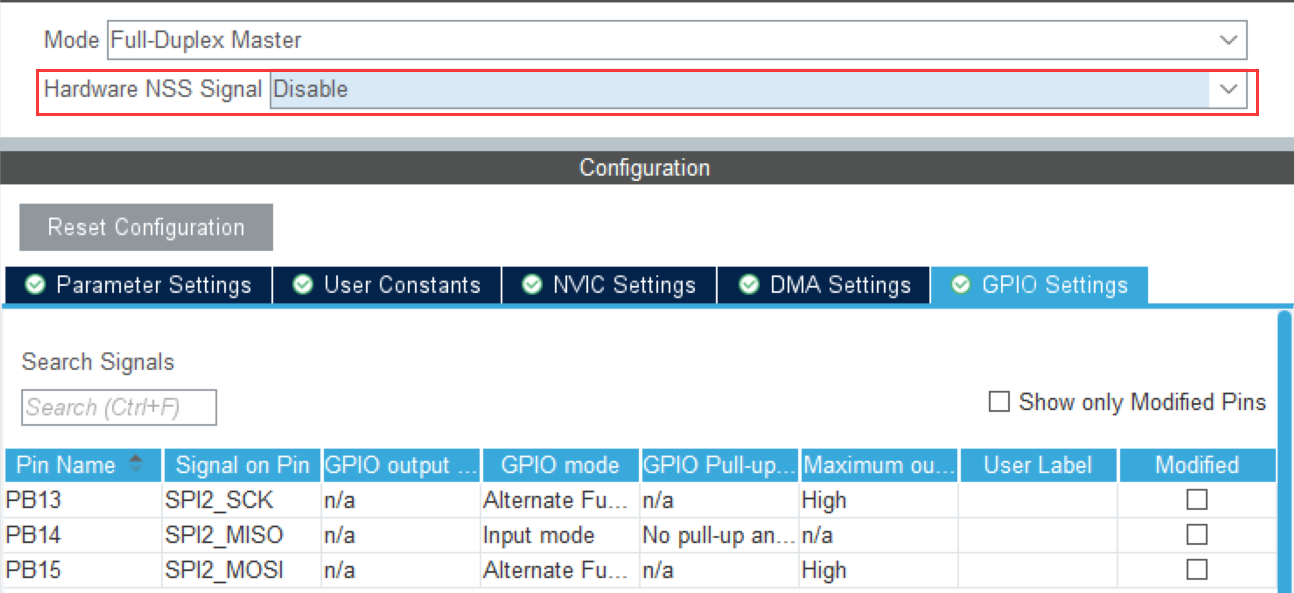 Mode Full-Duplex Master
Hardware NSS Signal Disable
Configuration
Reset Configuration
Parameter Settings User Constants NVIC Settings DMA Settings GPIO Settings
Search Signals
Search (Ctrl+F)
Show only Modified Pins
Pin Name Signal on Pin GPIO output ... GPIO mode GPIO Pull-up... Maximum ou... User Label Modified
PB13 SPI2_SCK n/a Alternate Fu... n/a High
PB14 SPI2_MISO n/a Input mode No pull-up an... n/a
PB15 SPI2_MOSI n/a Alternate Fu... n/a High